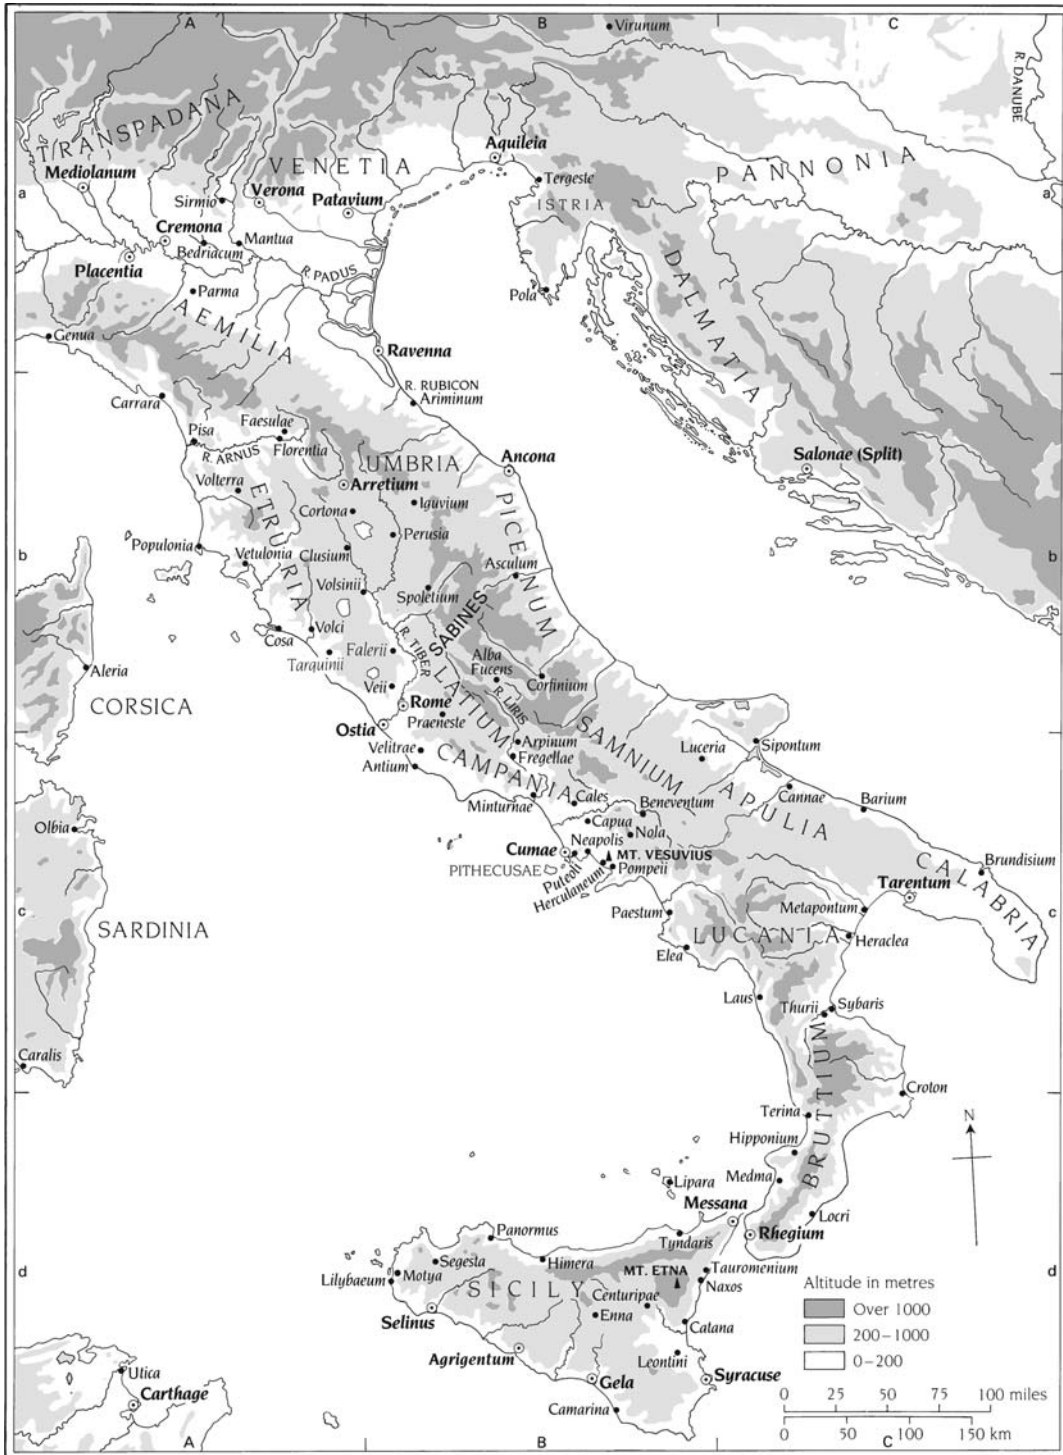 A
B
C
Virunum
R. DANUBE
TRANSPADANA
VENETIA
Aquileia
PANNONIA
Mediolanum
a
a
Verona
Patavium
Tergeste
ISTRIA
Sirmio
Cremona
Bedriacum
Mantua
Placentia
R. PADUS
DALMATIA
Parma
Pola
AEMILIA
Genua
Ravenna
R. RUBICON
Ariminum
Carrara
Faesulae
Pisa
Florentia
R. ARNUS
UMBRIA
Ancona
Salonae (Split)
Volterra
Arretium
ETRURIA
Cortona
Iguvium
PICENUM
Perusia
Populonia
Vetulonia
Clusium
b
b
Asculum
Volsinii
Spoletium
SABINES
Cosa
Volci
R. TIBER
Tarquinii
Falerii
Alba
Fucens
Corfinium
Aleria
CORSICA
Veii
Rome
LATIUM
R. LIRIS
Praeneste
Ostia
SAMNIUM
Velitrae
Arpinum
Luceria
Sipontum
Antium
Fregellae
CAMPANIA
APULIA
Minturnae
Cales
Cannae
Barium
Beneventum
Olbia
Capua
Nola
Neapolis
Cumae
MT. VESUVIUS
PITHECUSAE
Puteoli
Herculaneum
Pompeii
CALABRIA
Brundisium
Tarentum
c
c
SARDINIA
Paestum
Metapontum
LUCANIA
Heraclea
Elea
Laus
Thurii
Sybaris
Caralis
BRUTTIUM
Croton
Terina
N
Hipponium
Medma
Lipara
Messana
Locri
Rhegium
Panormus
Tyndaris
Segesta
Himera
Tauromenium
d
d
Motya
MT. ETNA
Naxos
Lilybaeum
SICILY
Centuripae
Altitude in metres
Over 1000
Enna
Selinus
Catana
200–1000
Agrigentum
Leontini
0–200
Utica
Gela
Syracuse
Carthage
Camarina
0 25 50 75 100 miles
0 50 100 150 km
A
B
C